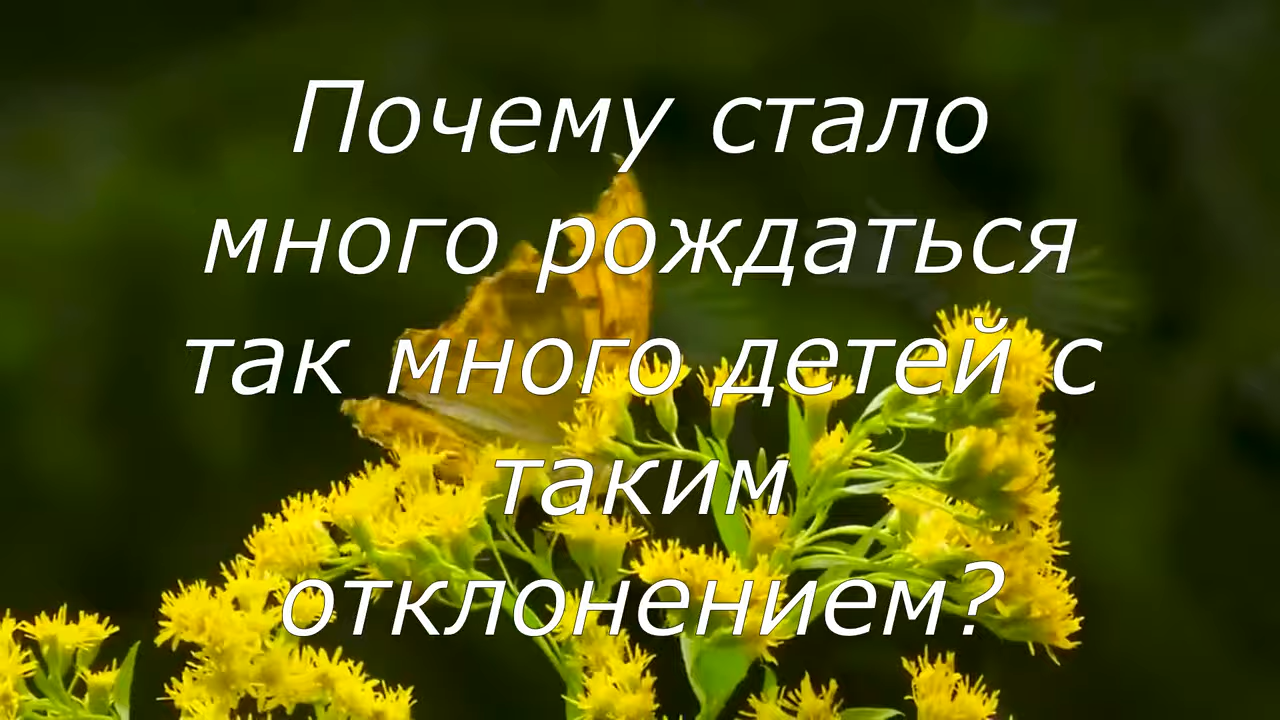 Почему стало
много рождаться
так много детей с
таким
отклонением?